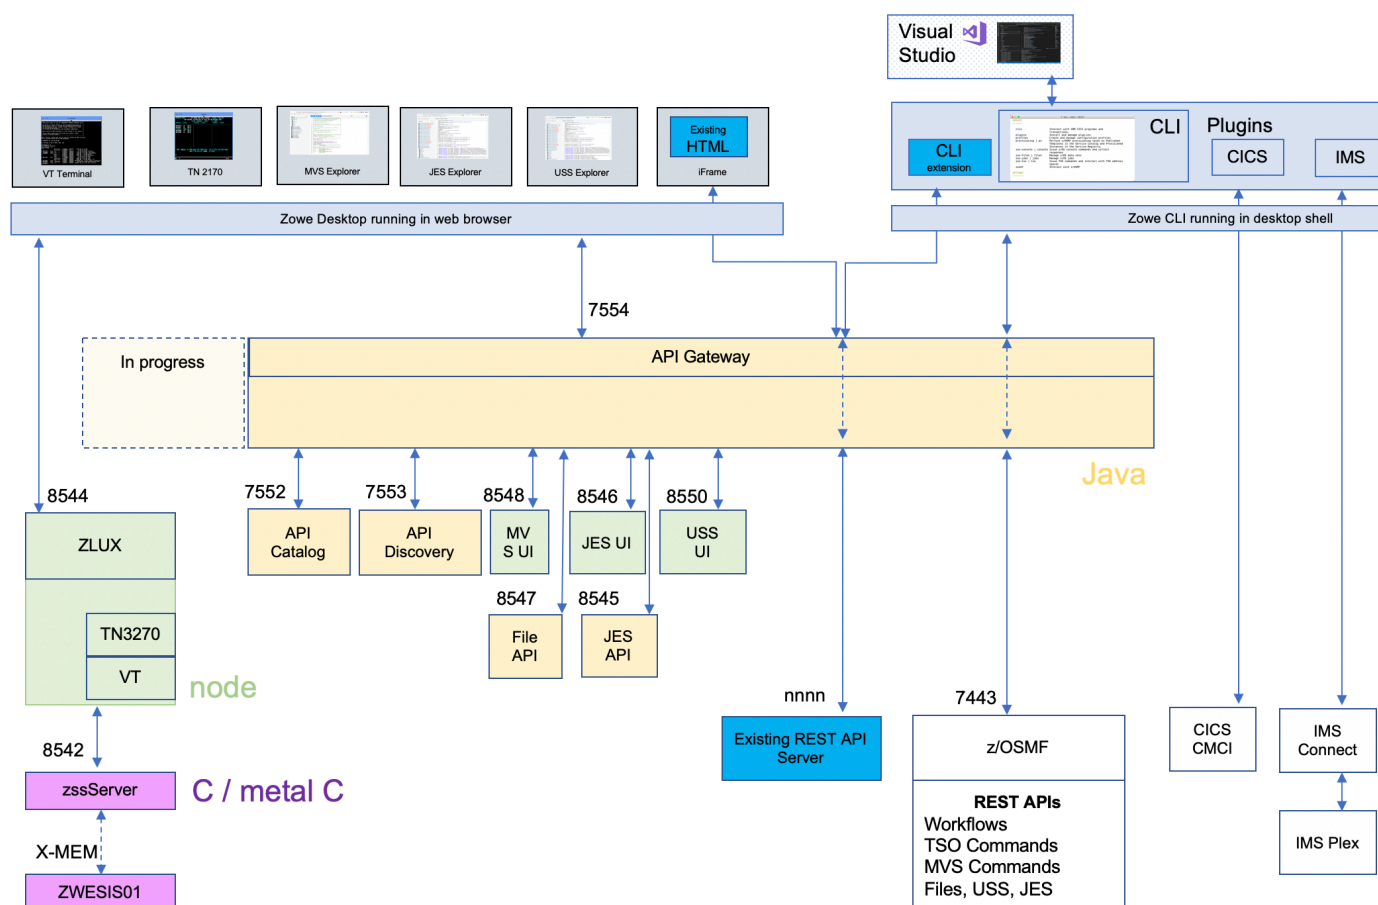 Visual
Studio
VT Terminal
TN 2170
MVS Explorer
JES Explorer
USS Explorer
Existing
HTML
iFrame
CLI
extension
CLI
Plugins
CICS
IMS
Zowe Desktop running in web browser
Zowe CLI running in desktop shell
7554
In progress
API Gateway
Java
8544
7552
7553
8548
8546
8550
ZLUX
API
Catalog
API
Discovery
MV
S UI
JES UI
USS
UI
TN3270
VT
node
8547
8545
File
API
JES
API
nnnn
7443
Existing REST API
Server
z/OSMF
CICS
CMCI
IMS
Connect
8542
zssServer
C / metal C
REST APIs
Workflows
TSO Commands
MVS Commands
Files, USS, JES
IMS Plex
X-MEM
ZWESIS01